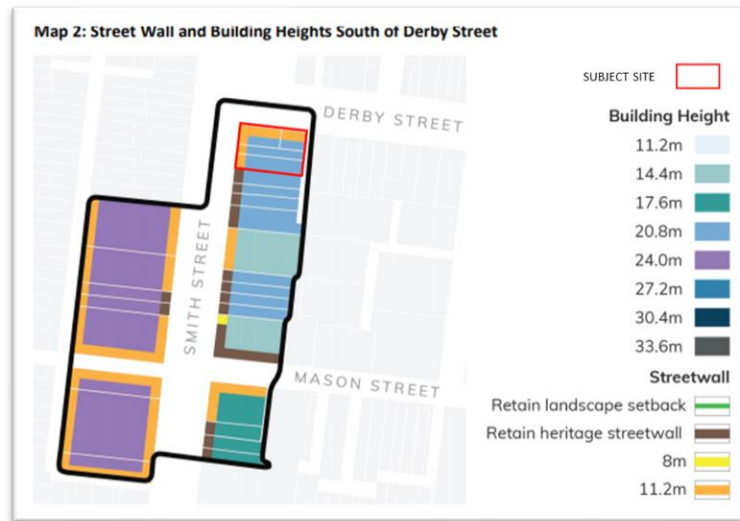 Map 2: Street Wall and Building Heights South of Derby Street
SUBJECT SITE
DERBY STREET
Building Height
11.2m
14.4m
17.6m
20.8m
24.0m
27.2m
30.4m
33.6m
SMITH STREET
MASON STREET
Streetwall
Retain landscape setback
Retain heritage streetwall
8m
11.2m